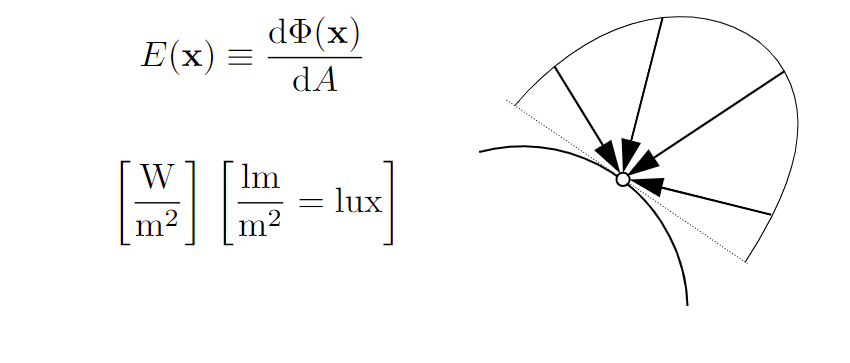 E(x) ≡ dΦ(x) / dA
[W / m²] [lm / m² = lux]